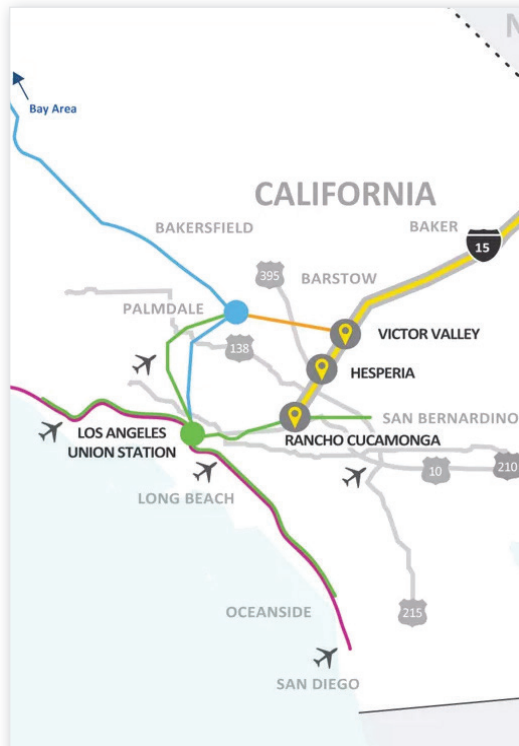 N
Bay Area
CALIFORNIA
BAKERSFIELD
BAKER
15
395
BARSTOW
PALMDALE
VICTOR VALLEY
138
HESPERIA
SAN BERNARDINO
LOS ANGELES
UNION STATION
RANCHO CUCAMONGA
10
210
LONG BEACH
OCEANSIDE
215
SAN DIEGO